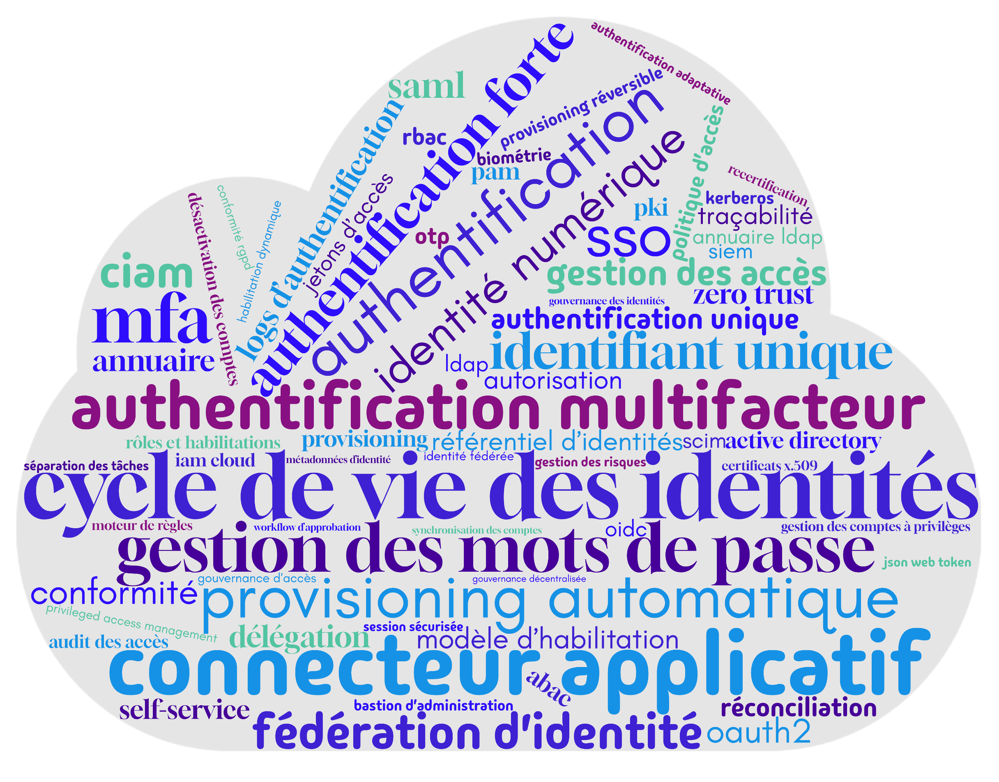 authentification adaptative
authentification forte
saml
provisioning réversible
logs d'authentification
rbac
authentification
biométrie
pam
politique d'accès
identité numérique
recertification
jetons d'accès
conformité rgpd
désactivation des comptes
habilitation dynamique
kerberos
pki
traçabilité
otp
sso
annuaire ldap
siem
ciam
gestion des accès
mfa
zero trust
gouvernance des identités
authentification unique
annuaire
identifiant unique
ldap
autorisation
authentification multifacteur
rôles et habilitations
provisioning
référentiel d'identités
scim
active directory
séparation des tâches
iam cloud
métadonnées d'identité
identité fédérée
gestion des risques
certificats x.509
cycle de vie des identités
moteur de règles
workflow d'approbation
synchronisation des comptes
oidc
gestion des comptes à privilèges
gestion des mots de passe
json web token
gouvernance d'accès
gouvernance décentralisée
conformité
provisioning automatique
privileged access management
session sécurisée
audit des accès
délégation
modèle d'habilitation
connecteur applicatif
abac
self-service
bastion d'administration
réconciliation
fédération d'identité
oauth2